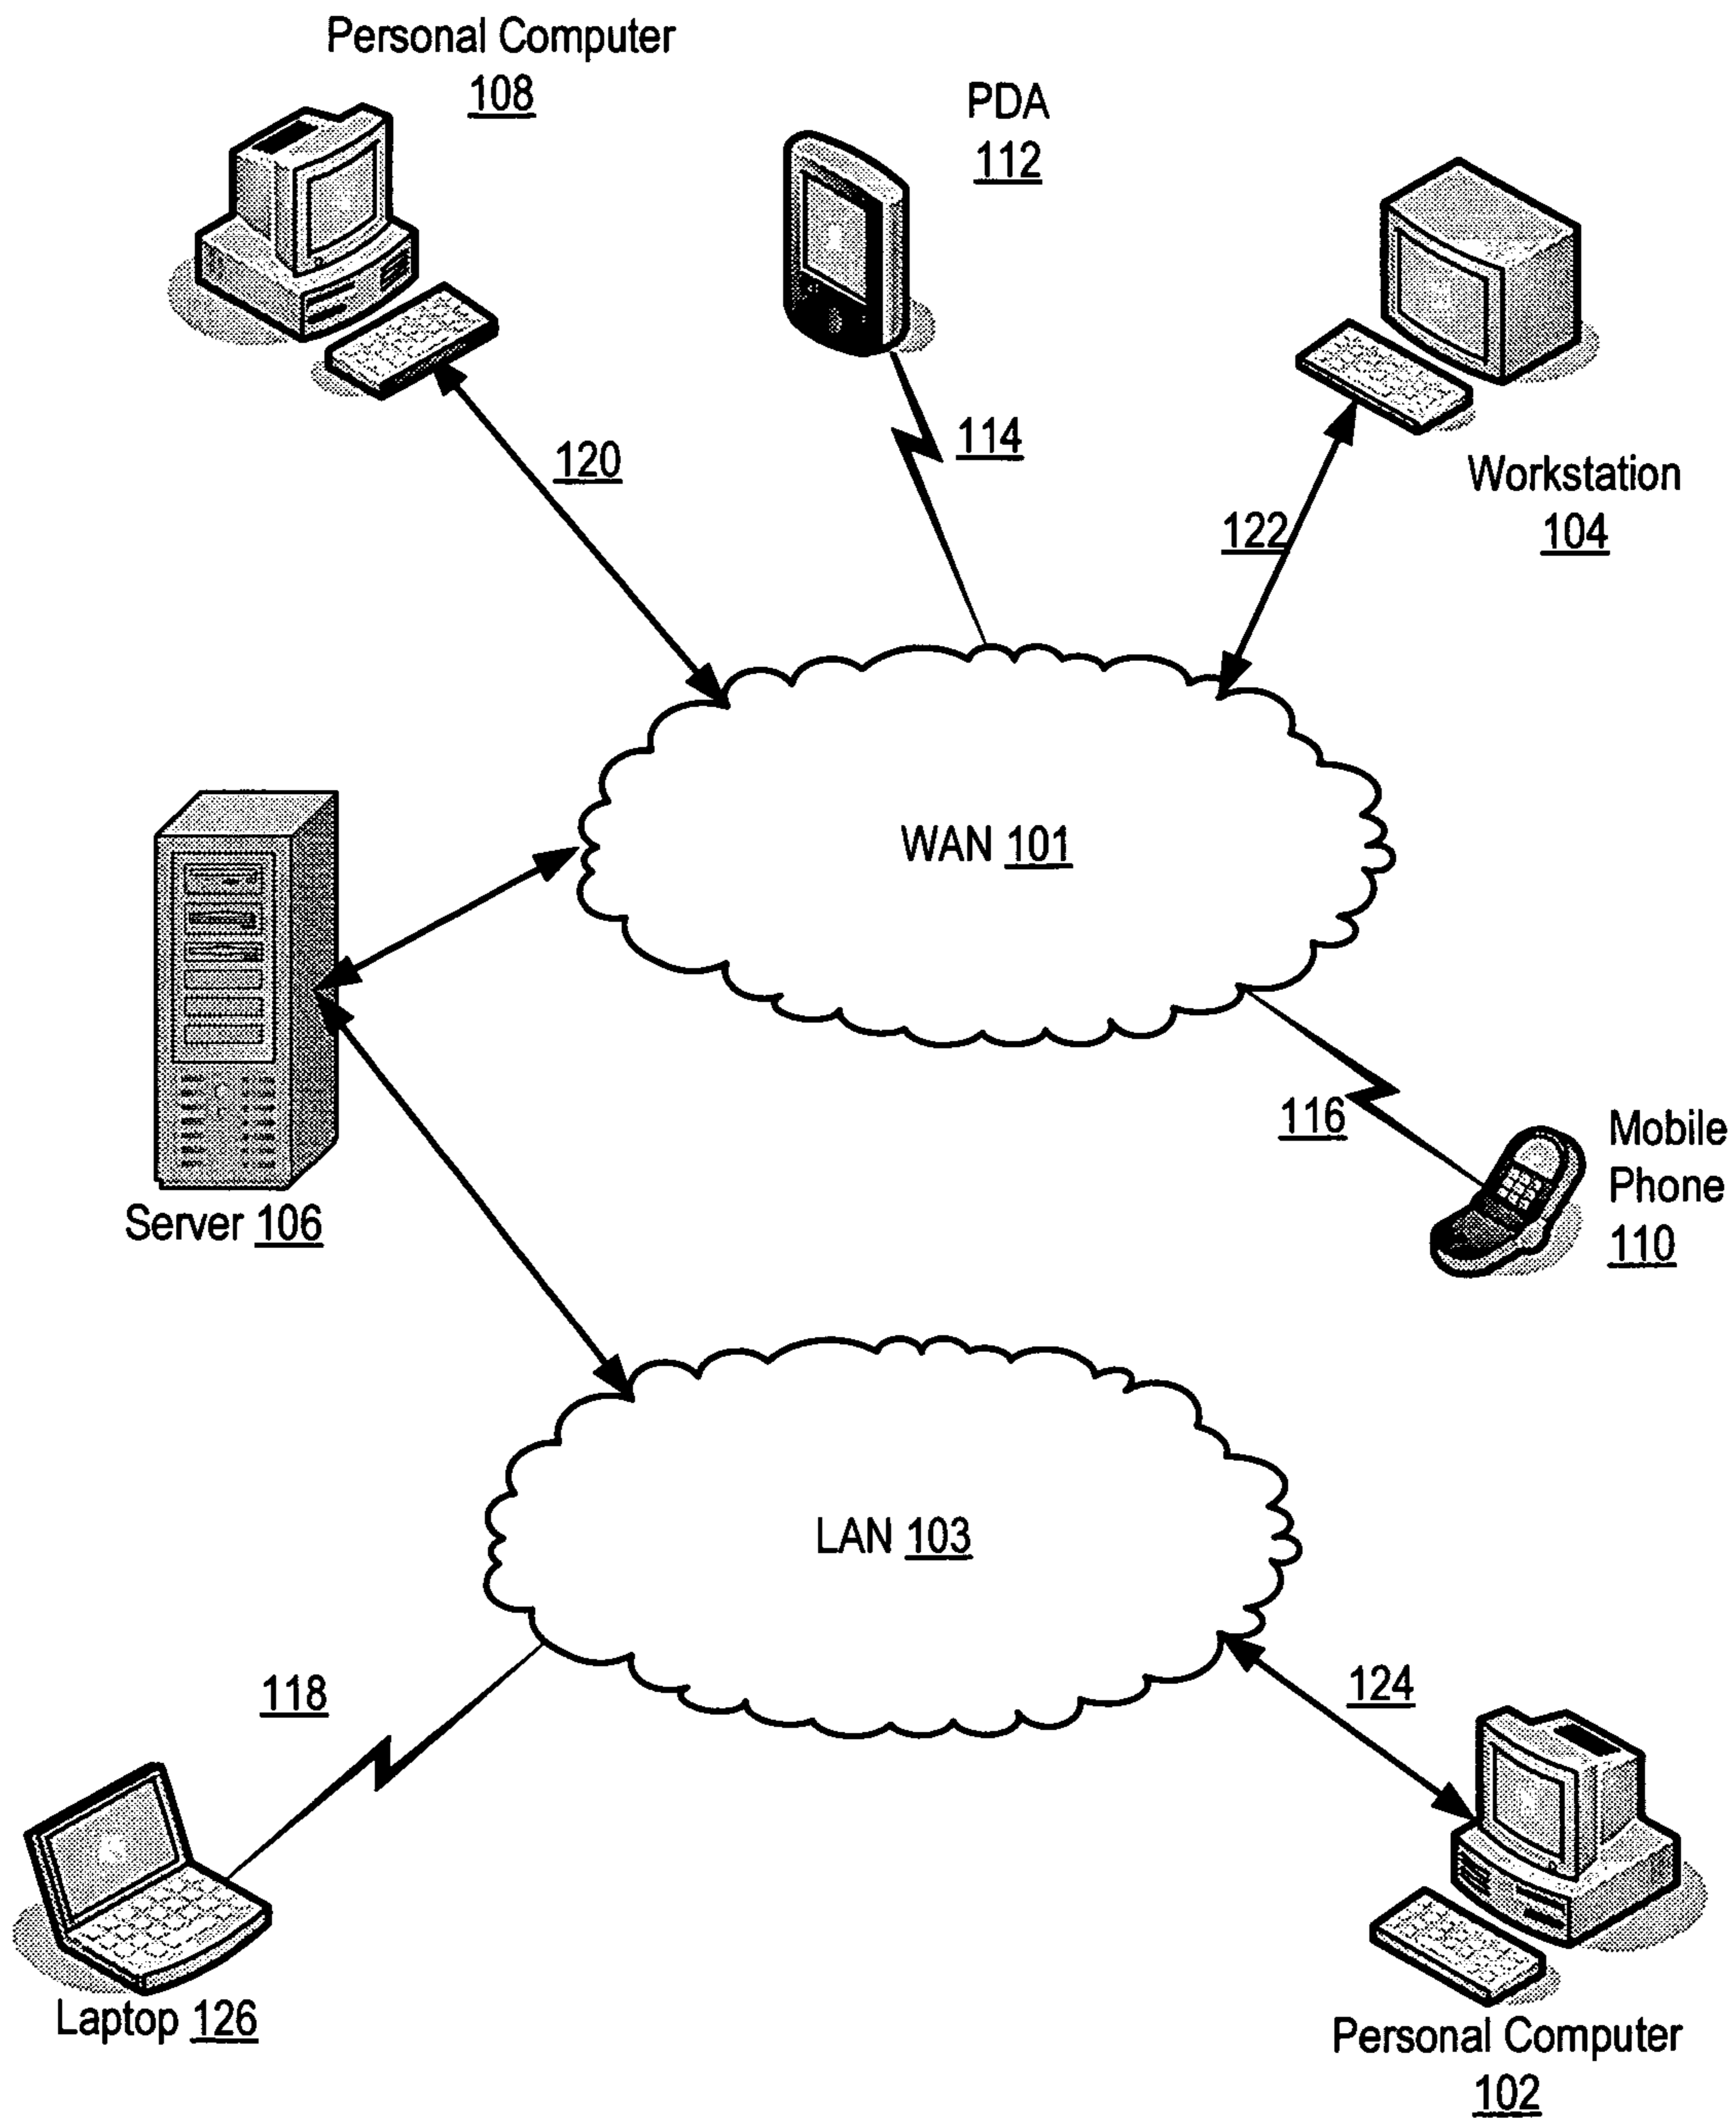 Personal Computer
108
PDA
112
114
120
122
Workstation
104
WAN 101
Server 106
116
Mobile
Phone
110
LAN 103
118
124
Laptop 126
Personal Computer
102